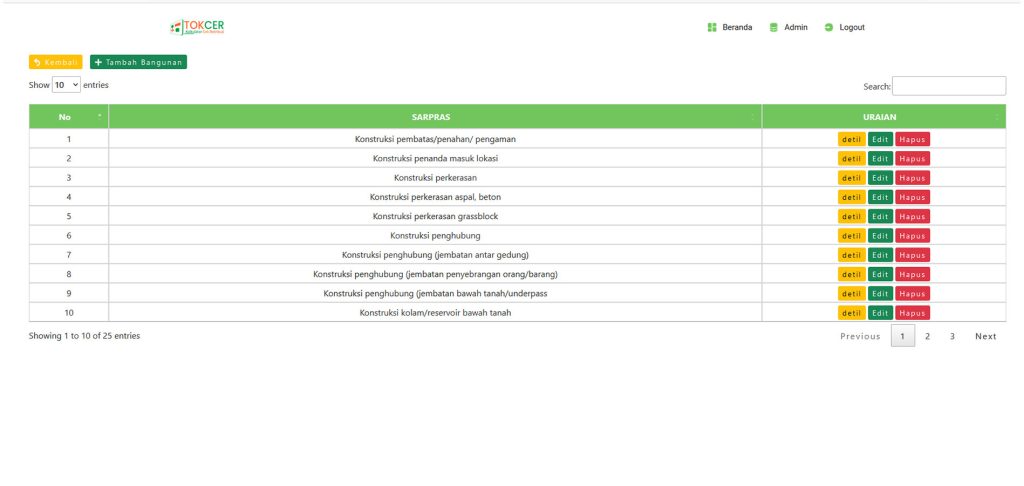 TOKCER
Beranda Admin Logout
Kembali Tambah Bangunan
Show 10 entries Search:
No SARPRAS URAIAN
1 Konstruksi pembatas/penahan/ pengaman detil Edit Hapus
2 Konstruksi penanda masuk lokasi detil Edit Hapus
3 Konstruksi perkerasan detil Edit Hapus
4 Konstruksi perkerasan aspal, beton detil Edit Hapus
5 Konstruksi perkerasan grassblock detil Edit Hapus
6 Konstruksi penghubung detil Edit Hapus
7 Konstruksi penghubung (jembatan antar gedung) detil Edit Hapus
8 Konstruksi penghubung (jembatan penyebrangan orang/barang) detil Edit Hapus
9 Konstruksi penghubung (jembatan bawah tanah/underpass detil Edit Hapus
10 Konstruksi kolam/reservoir bawah tanah detil Edit Hapus
Showing 1 to 10 of 25 entries Previous 1 2 3 Next